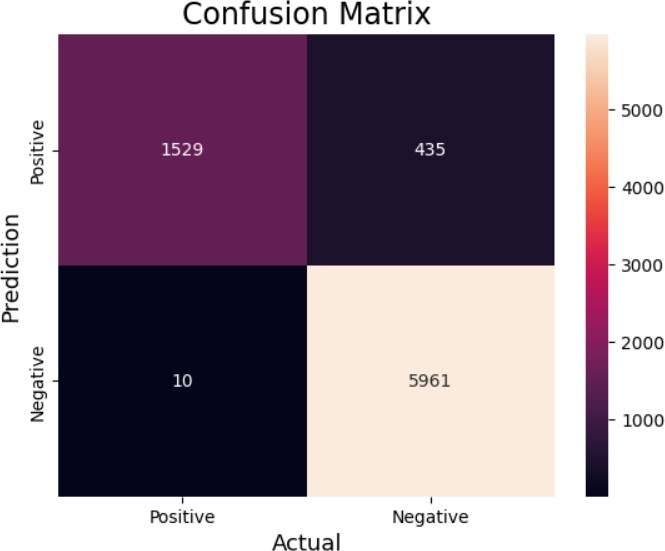 Confusion Matrix
Prediction
Positive
1529
435
Negative
10
5961
Positive
Negative
Actual
5000
4000
3000
2000
1000